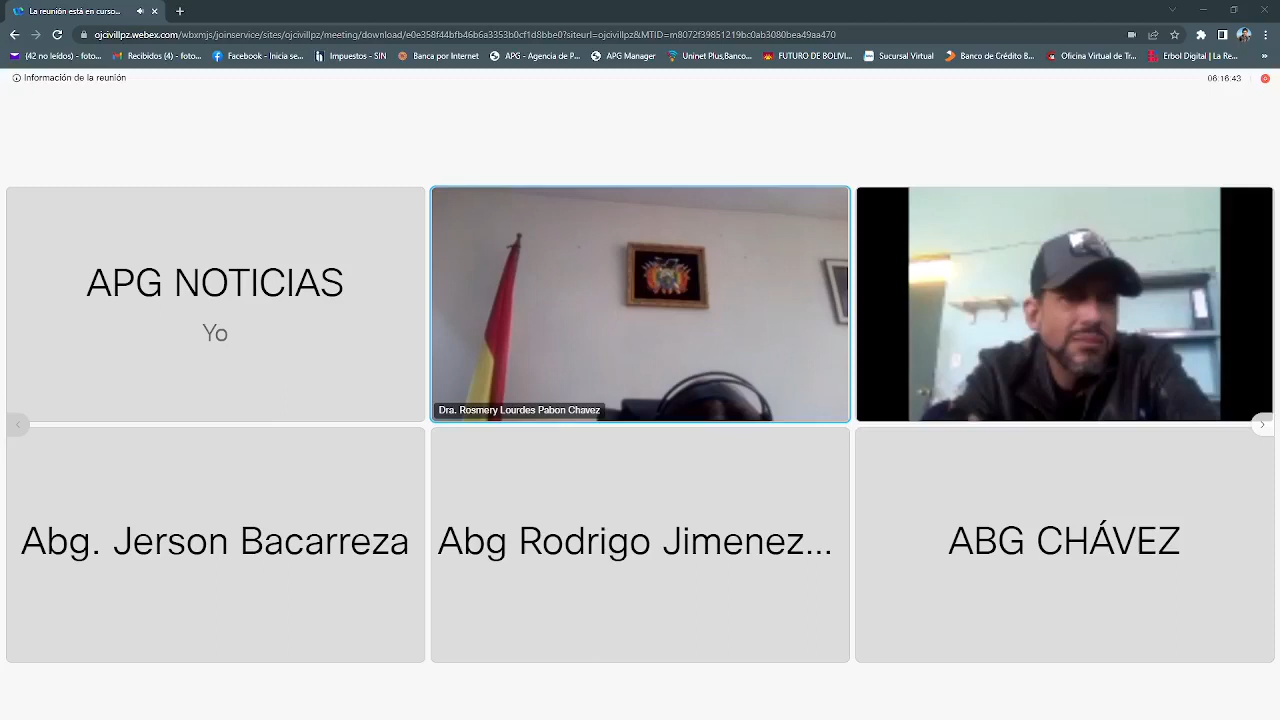 La reunión está en curso...
ojcivillpz.webex.com/wbxmjs/joinservice/sites/ojcivillpz/meeting/download/e0e358f44bfb46b6a3353d0cf1d6bbe0?siteurl=ojcivillpz&MTID=m8072f39851219bc0ab3080bea49aa470
(42 no leídos) - foto... Recibidos (4) - fotо... Facebook - Inicia se... Impuestos - SIN Banca por Internet APG - Agencia de P... APG Manager Uninet Plus,Banco... FUTURO DE BOLIVI... Sucursal Virtual Banco de Crédito B... Oficina Virtual de Tr... Erbol Digital | La Re...
Información de la reunión 06:16:43
APG NOTICIAS
Yo
Dra. Rosmery Lourdes Pabon Chavez
Abg. Jerson Bacarreza
Abg Rodrigo Jimenez...
ABG CHÁVEZ